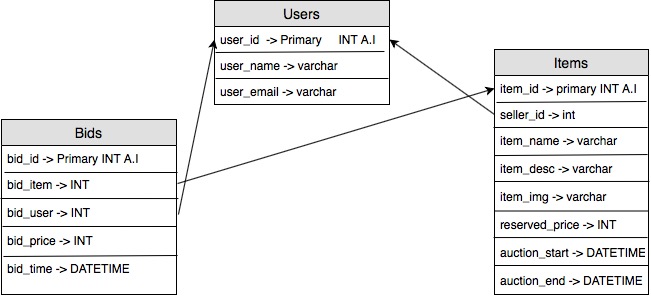 Users
user_id -> Primary INT A.I
user_name -> varchar
user_email -> varchar
Items
item_id -> primary INT A.I
seller_id -> int
item_name -> varchar
item_desc -> varchar
item_img -> varchar
reserved_price -> INT
auction_start -> DATETIME
auction_end -> DATETIME
Bids
bid_id -> Primary INT A.I
bid_item -> INT
bid_user -> INT
bid_price -> INT
bid_time -> DATETIME